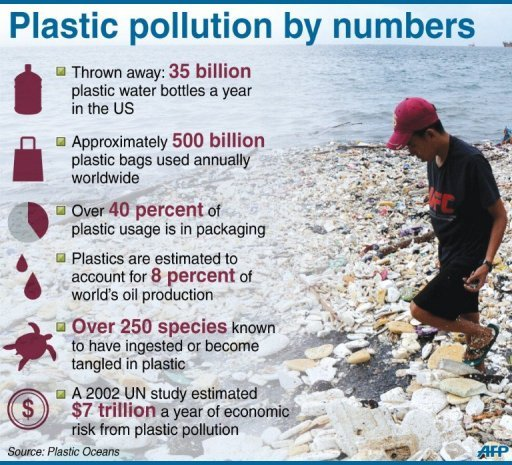 Plastic pollution by numbers
Thrown away: 35 billion
plastic water bottles a year
in the US
Approximately 500 billion
plastic bags used annually
worldwide
Over 40 percent of
plastic usage is in packaging
Plastics are estimated to
account for 8 percent of
world's oil production
Over 250 species known
to have ingested or become
tangled in plastic
$
A 2002 UN study estimated
$7 trillion a year of economic
risk from plastic pollution
Source: Plastic Oceans
AFP